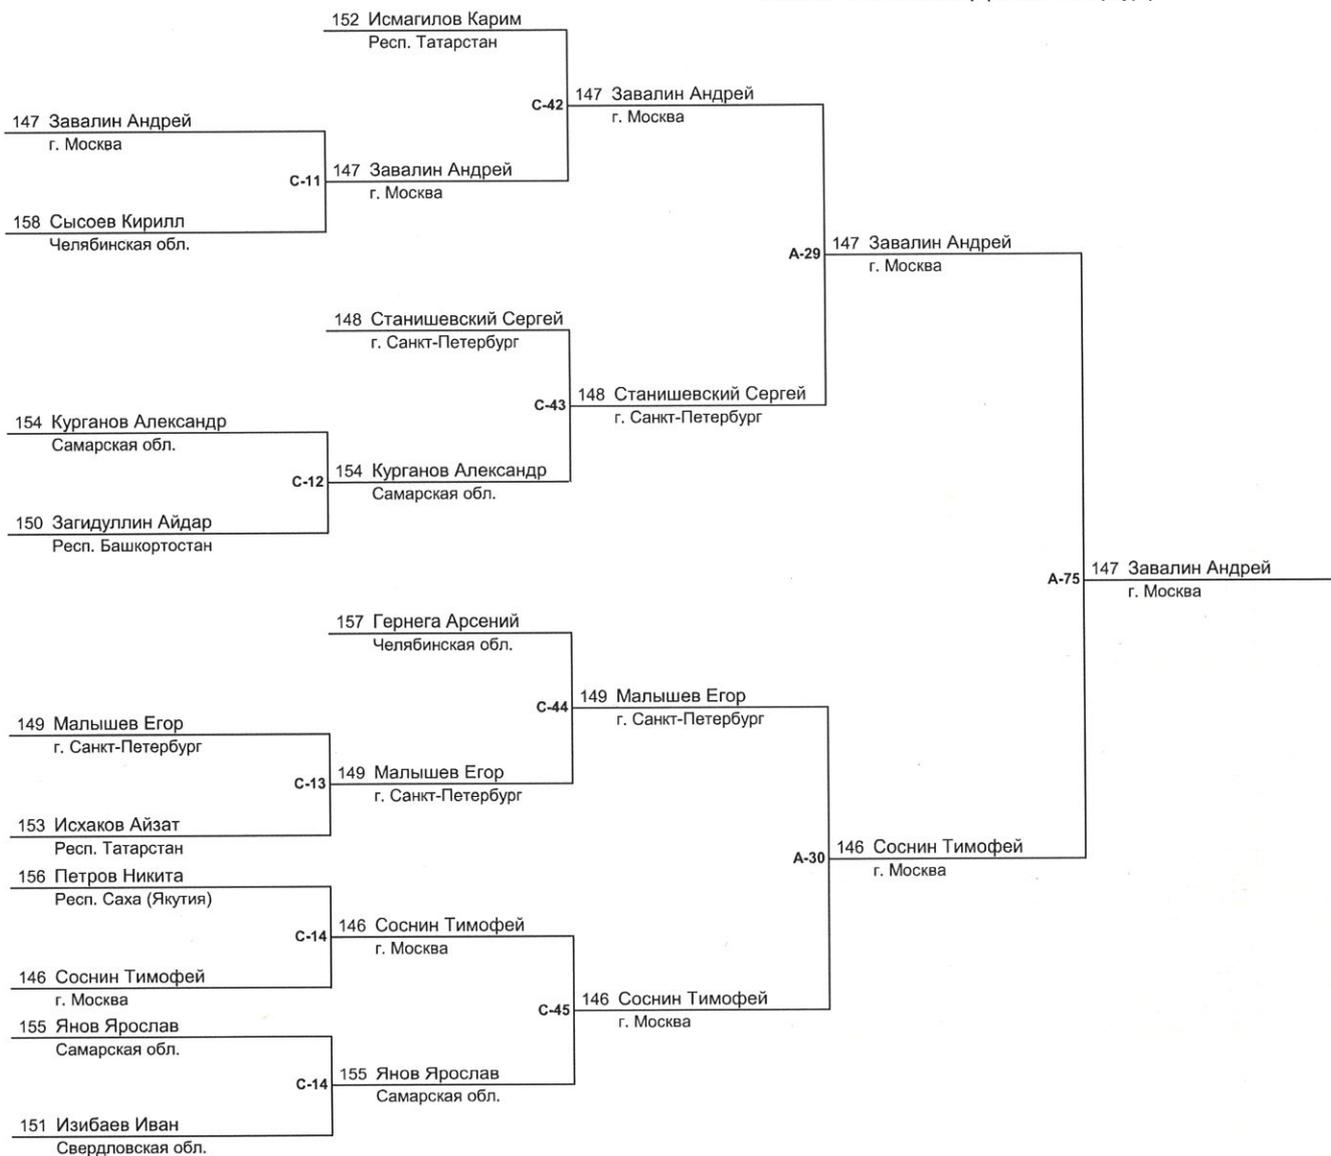 152 Исмагилов Карим
Респ. Татарстан
С-42
147 Завалин Андрей
г. Москва
147 Завалин Андрей
г. Москва
С-11
147 Завалин Андрей
г. Москва
158 Сысоев Кирилл
Челябинская обл.
А-29
147 Завалин Андрей
г. Москва
148 Станишевский Сергей
г. Санкт-Петербург
С-43
148 Станишевский Сергей
г. Санкт-Петербург
154 Курганов Александр
Самарская обл.
С-12
154 Курганов Александр
Самарская обл.
150 Загидуллин Айдар
Респ. Башкортостан
А-75
147 Завалин Андрей
г. Москва
157 Гернега Арсений
Челябинская обл.
С-44
149 Малышев Егор
г. Санкт-Петербург
149 Малышев Егор
г. Санкт-Петербург
С-13
149 Малышев Егор
г. Санкт-Петербург
153 Исхаков Айзат
Респ. Татарстан
А-30
146 Соснин Тимофей
г. Москва
156 Петров Никита
Респ. Саха (Якутия)
С-14
146 Соснин Тимофей
г. Москва
146 Соснин Тимофей
г. Москва
С-45
146 Соснин Тимофей
г. Москва
155 Янов Ярослав
Самарская обл.
С-14
155 Янов Ярослав
Самарская обл.
151 Изибаев Иван
Свердловская обл.